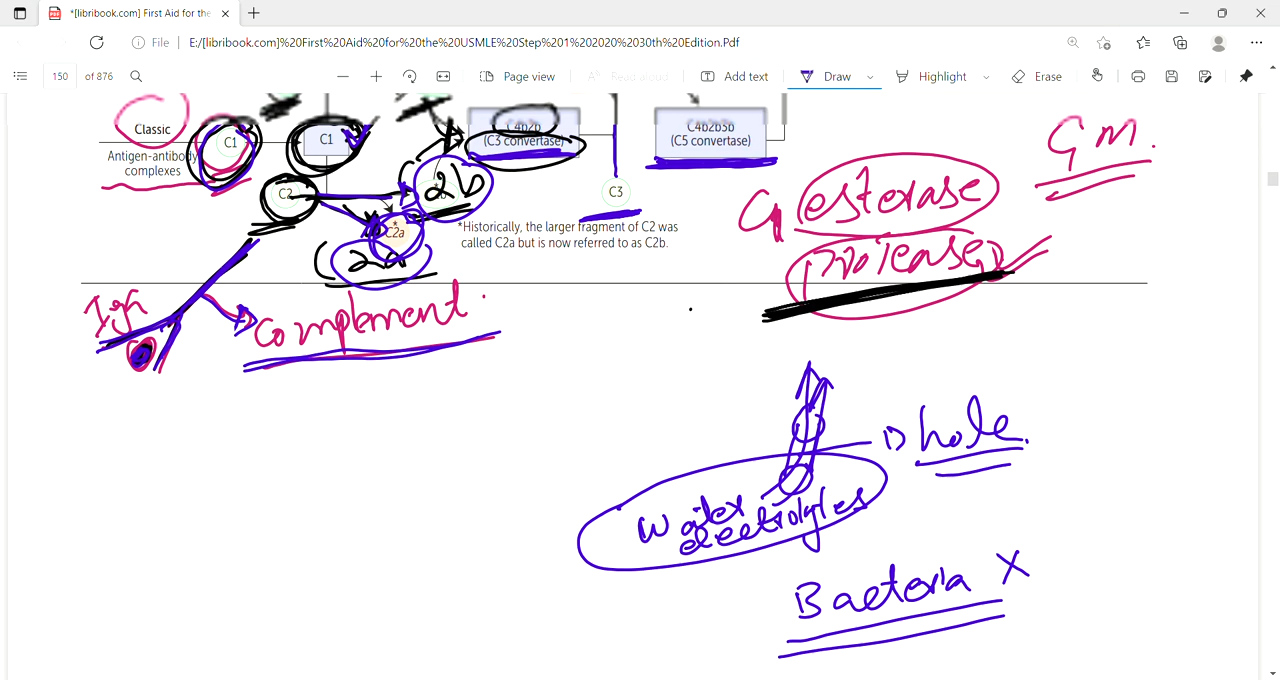 *[libribook.com] First Aid for the
File
E:/[libribook.com]%20First%20Aid%20for%20the%20USMLE%20Step%201%202020%2030th%20Edition.Pdf
150 of 876
Page view
Read aloud
Add text
Draw
Highlight
Erase
Classic
C1
C1
C4b2b
(C3 convertase)
C4b2b3b
(C5 convertase)
GM.
Antigen-antibody
complexes
C2
2b
C3
esterase
C2a
*Historically, the larger fragment of C2 was
called C2a but is now referred to as C2b.
2a
protease
Complement
hole.
Water
electrolytes
Bacteria X